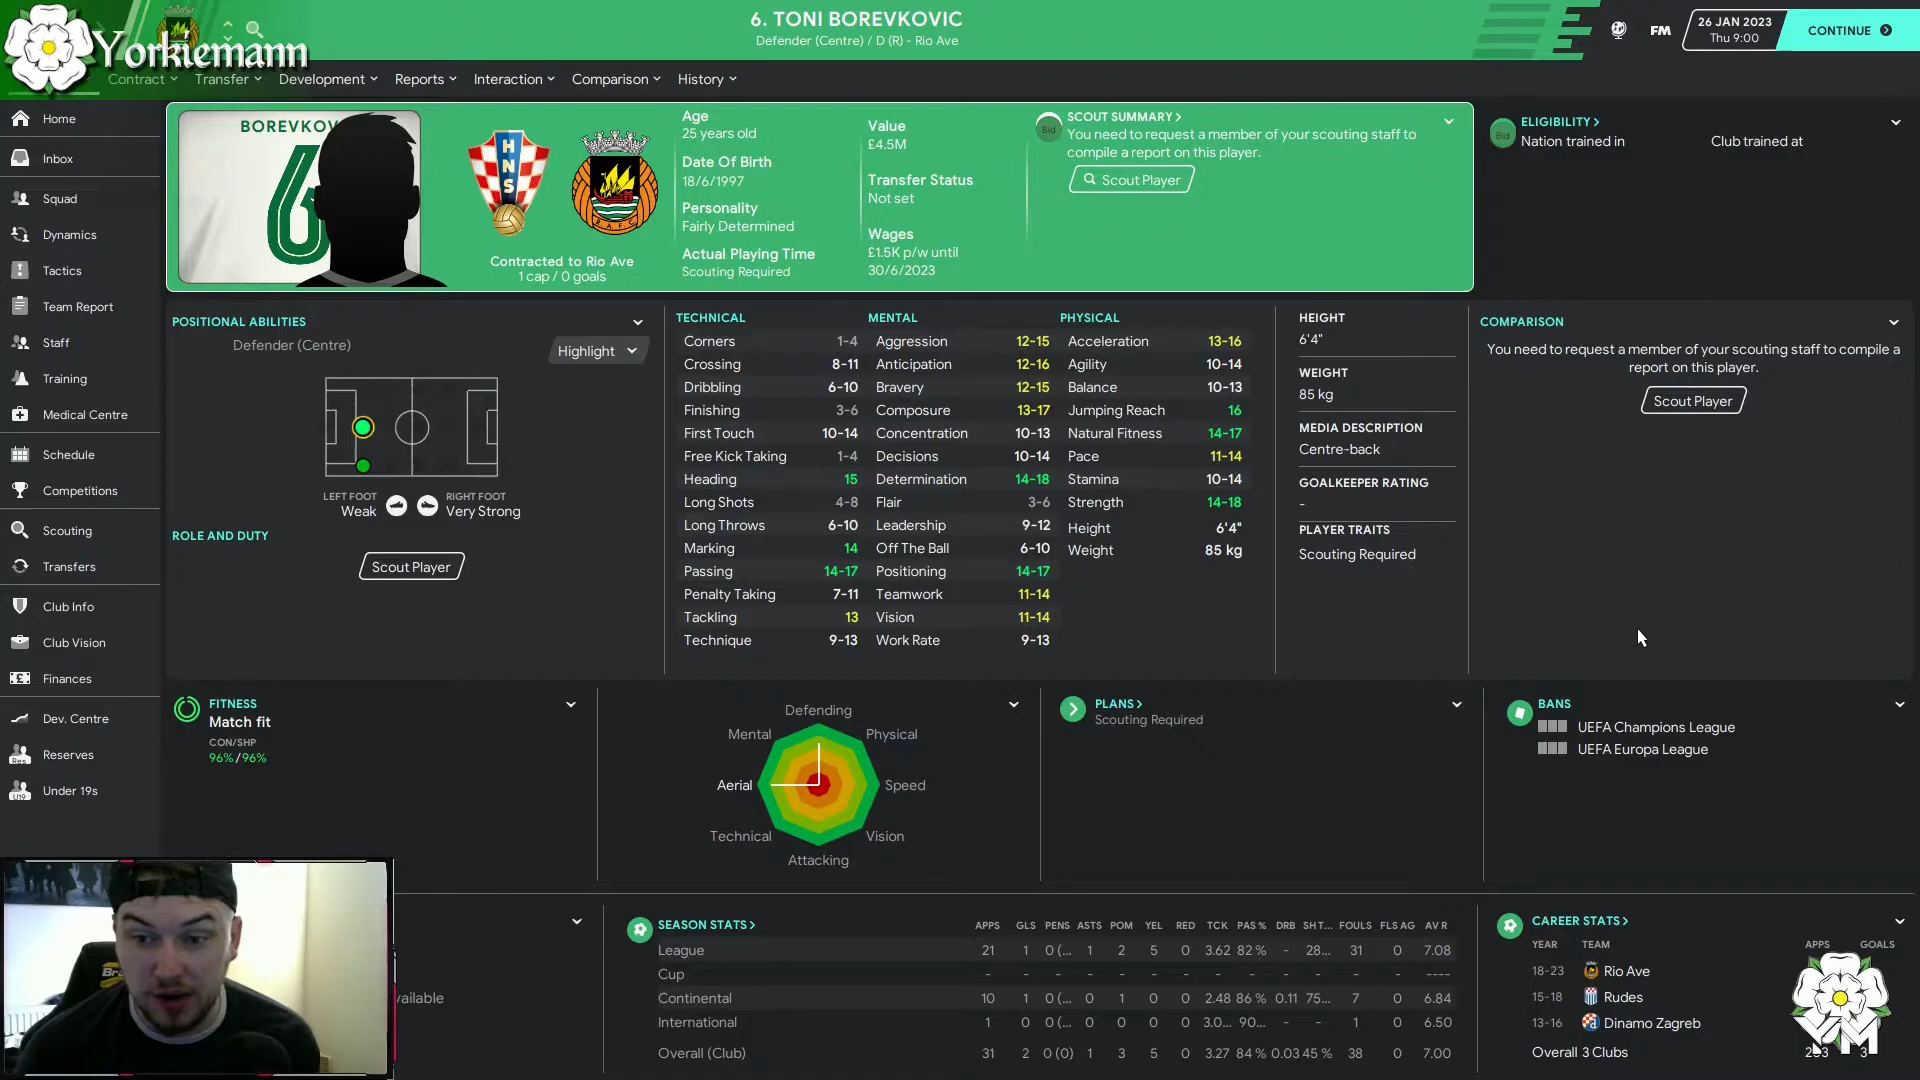 Yorkiemann
6. TONI BOREVKOVIC
Defender (Centre) / D (R) - Rio Ave
FM
26 JAN 2023
Thu 9:00
CONTINUE
Contract
Transfer
Development
Reports
Interaction
Comparison
History
Home
Inbox
Squad
Dynamics
Tactics
Team Report
Staff
Training
Medical Centre
Schedule
Competitions
Scouting
Transfers
Club Info
Club Vision
Finances
Dev. Centre
Reserves
Under 19s
BOREVKOV
6
HNS
Contracted to Rio Ave
1 cap / 0 goals
Age
25 years old
Date Of Birth
18/6/1997
Personality
Fairly Determined
Actual Playing Time
Scouting Required
Value
£4.5M
Transfer Status
Not set
Wages
£1.5K p/w until
30/6/2023
Bid
SCOUT SUMMARY >
You need to request a member of your scouting staff to
compile a report on this player.
Scout Player
Bid
ELIGIBILITY >
Nation trained in
Club trained at
POSITIONAL ABILITIES
Defender (Centre)
Highlight
LEFT FOOT
Weak
RIGHT FOOT
Very Strong
ROLE AND DUTY
Scout Player
TECHNICAL
Corners 1-4
Crossing 8-11
Dribbling 6-10
Finishing 3-6
First Touch 10-14
Free Kick Taking 1-4
Heading 15
Long Shots 4-8
Long Throws 6-10
Marking 14
Passing 14-17
Penalty Taking 7-11
Tackling 13
Technique 9-13
MENTAL
Aggression 12-15
Anticipation 12-16
Bravery 12-15
Composure 13-17
Concentration 10-13
Decisions 10-14
Determination 14-18
Flair 3-6
Leadership 9-12
Off The Ball 6-10
Positioning 14-17
Teamwork 11-14
Vision 11-14
Work Rate 9-13
PHYSICAL
Acceleration 13-16
Agility 10-14
Balance 10-13
Jumping Reach 16
Natural Fitness 14-17
Pace 11-14
Stamina 10-14
Strength 14-18
Height 6'4"
Weight 85 kg
HEIGHT
6'4"
WEIGHT
85 kg
MEDIA DESCRIPTION
Centre-back
GOALKEEPER RATING
-
PLAYER TRAITS
Scouting Required
COMPARISON
You need to request a member of your scouting staff to compile a
report on this player.
Scout Player
FITNESS
Match fit
CON/SHP
96% / 96%
Defending
Mental
Physical
Aerial
Speed
Technical
Vision
Attacking
PLANS >
Scouting Required
BANS
UEFA Champions League
UEFA Europa League
vailable
SEASON STATS > APPS GLS PENS ASTS POM YEL RED TCK PAS % DRB SH T... FOULS FLS AG AV R
League 21 1 0 (... 1 2 5 0 3.62 82 % - 28... 31 0 7.08
Cup - - - - - - - - - - - - - ----
Continental 10 1 0 (... 0 1 0 0 2.48 86 % 0.11 75... 7 0 6.84
International 1 0 0 (... 0 0 0 0 3.0... 90... - - 1 0 6.50
Overall (Club) 31 2 0 (0) 1 3 5 0 3.27 84 % 0.03 45 % 38 0 7.00
CAREER STATS >
YEAR TEAM APPS GOALS
18-23 Rio Ave
15-18 Rudes
13-16 Dinamo Zagreb
Overall 3 Clubs
YM